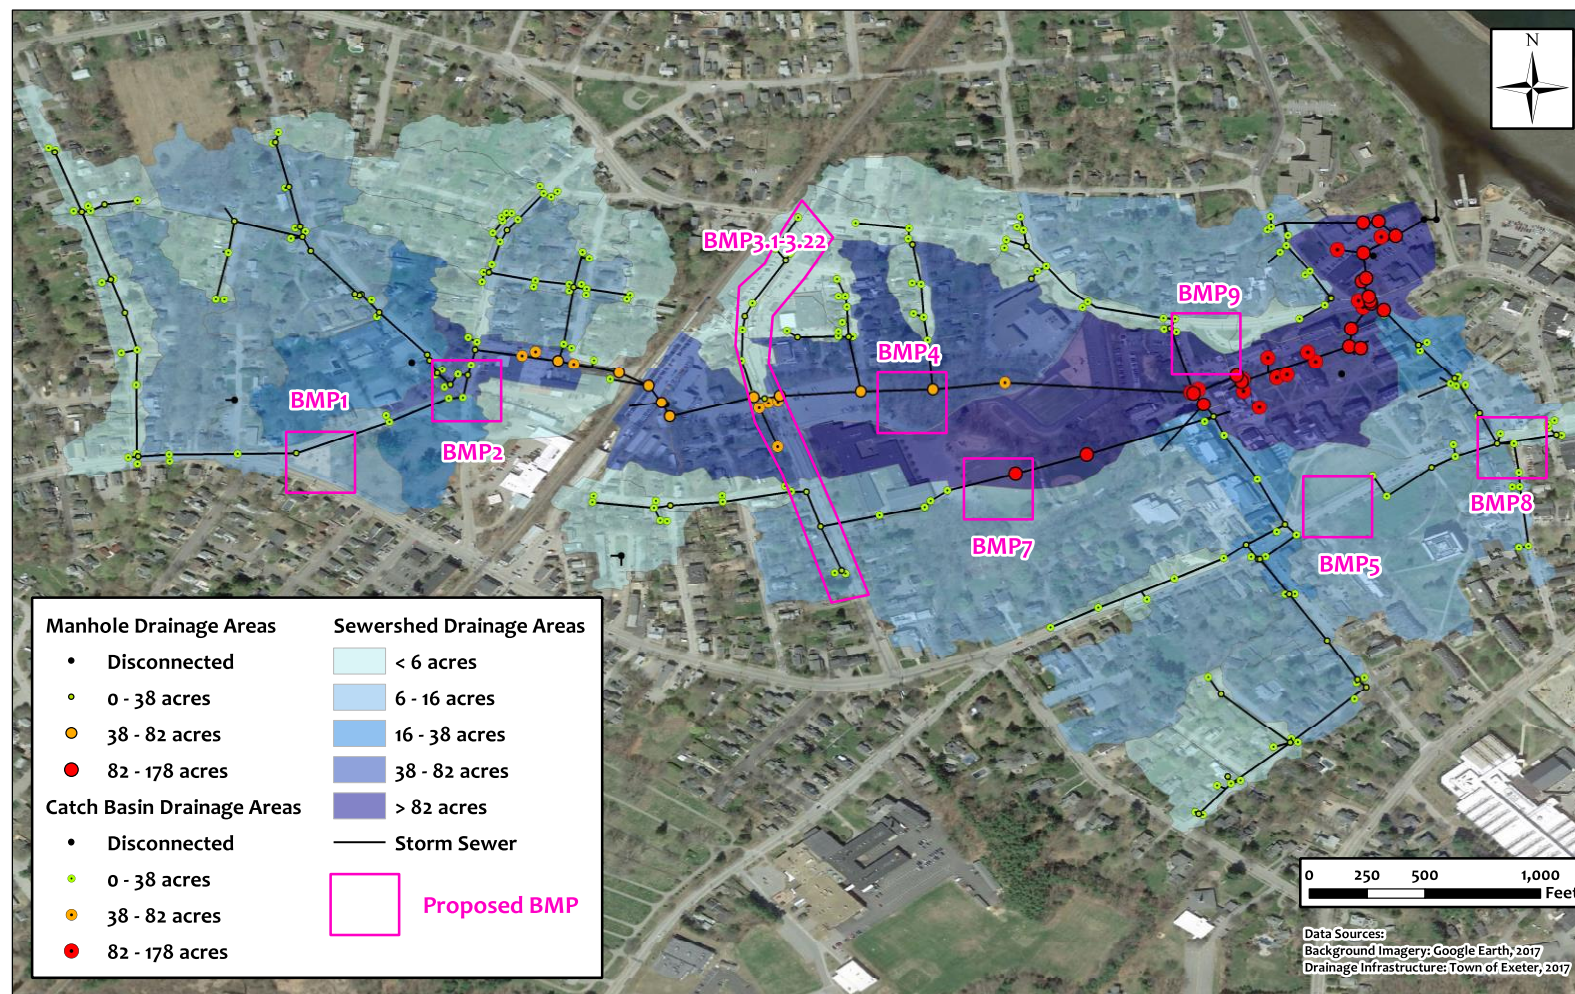 N
BMP3.1-3.22
BMP9
BMP4
BMP1
BMP2
BMP8
BMP7
BMP5
Manhole Drainage Areas
Disconnected
0 - 38 acres
38 - 82 acres
82 - 178 acres
Catch Basin Drainage Areas
Disconnected
0 - 38 acres
38 - 82 acres
82 - 178 acres
Sewershed Drainage Areas
< 6 acres
6 - 16 acres
16 - 38 acres
38 - 82 acres
> 82 acres
Storm Sewer
Proposed BMP
0 250 500 1,000
Feet
Data Sources:
Background Imagery: Google Earth, 2017
Drainage Infrastructure: Town of Exeter, 2017